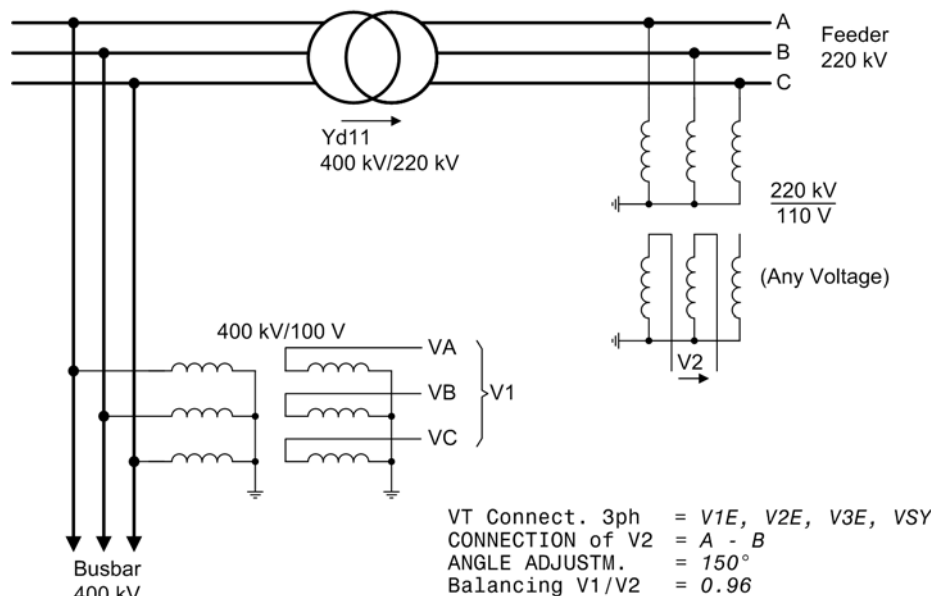 A
Feeder
B
220 kV
C
Yd11
400 kV/220 kV
220 kV
110 V
(Any Voltage)
400 kV/100 V
VA
V2
VB
V1
VC
VT Connect. 3ph = V1E, V2E, V3E, VSY
CONNECTION of V2 = A - B
ANGLE ADJUSTM. = 150°
Balancing V1/V2 = 0.96
Busbar
400 kV